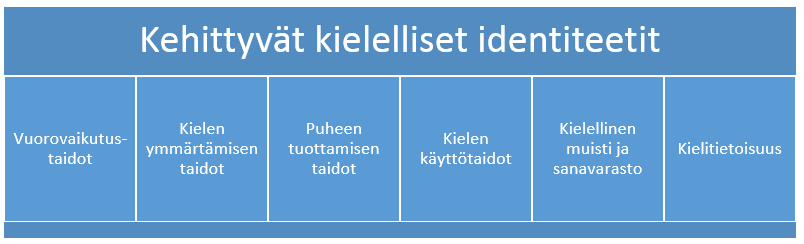 Kehittyvät kielelliset identiteetit
Vuorovaikutus-
taidot
Kielen
ymmärtämisen
taidot
Puheen
tuottamisen
taidot
Kielen
käyttötaidot
Kielellinen
muisti ja
sanavarasto
Kielitietoisuus